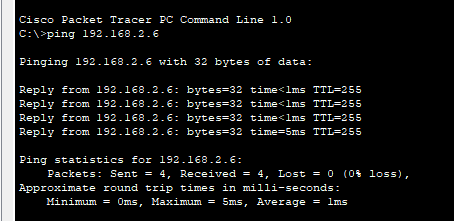 Cisco Packet Tracer PC Command Line 1.0
C:\>ping 192.168.2.6
Pinging 192.168.2.6 with 32 bytes of data:
Reply from 192.168.2.6: bytes=32 time<1ms TTL=255
Reply from 192.168.2.6: bytes=32 time<1ms TTL=255
Reply from 192.168.2.6: bytes=32 time<1ms TTL=255
Reply from 192.168.2.6: bytes=32 time=5ms TTL=255
Ping statistics for 192.168.2.6:
Packets: Sent = 4, Received = 4, Lost = 0 (0% loss),
Approximate round trip times in milli-seconds:
Minimum = 0ms, Maximum = 5ms, Average = 1ms